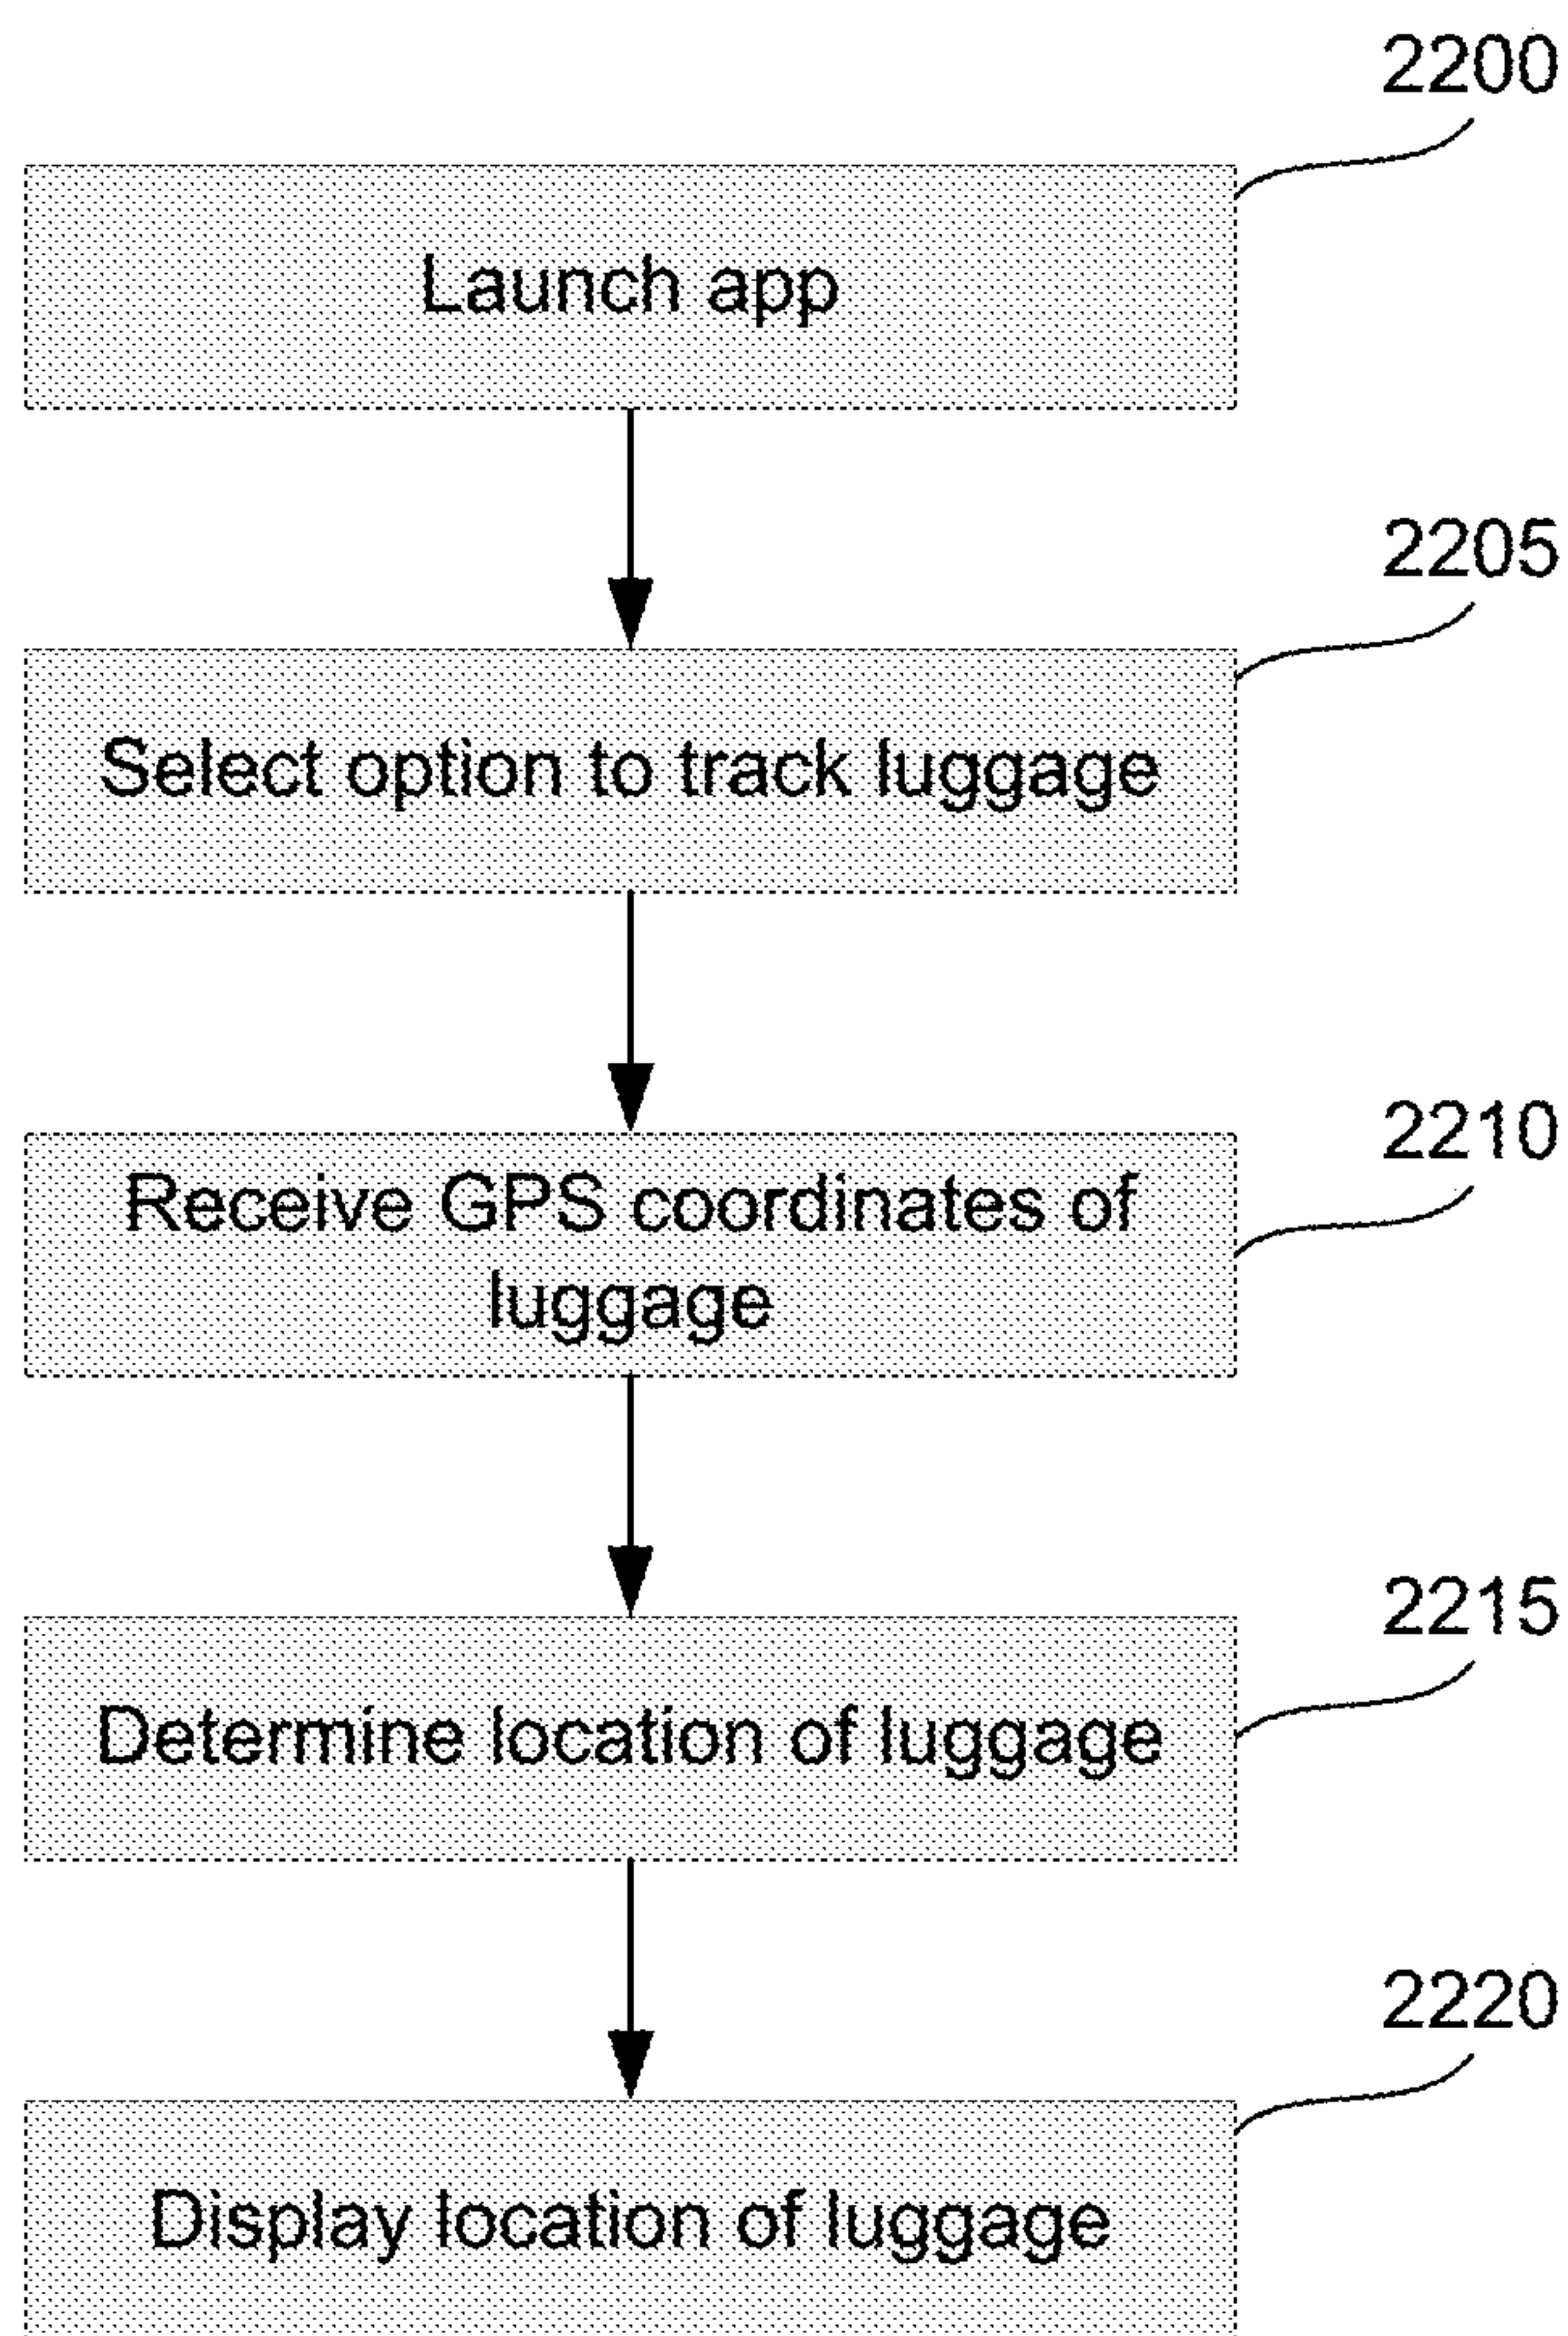 2200
Launch app
2205
Select option to track luggage
2210
Receive GPS coordinates of
luggage
2215
Determine location of luggage
2220
Display location of luggage